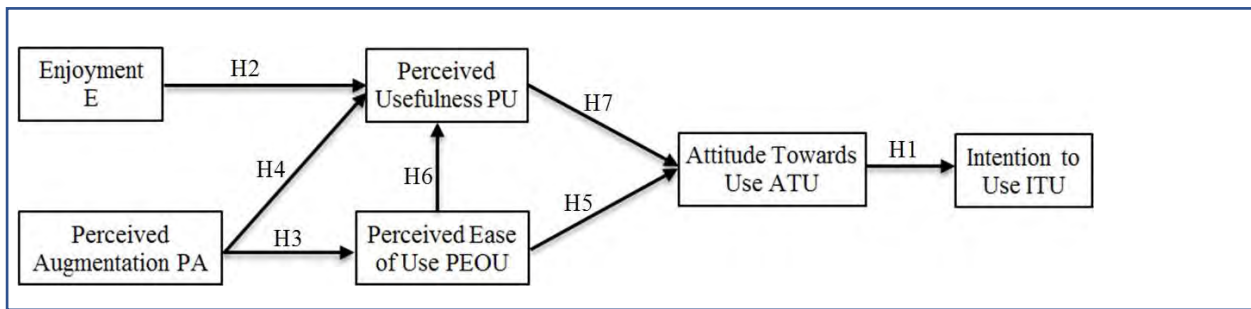 Enjoyment
E
H2
Perceived
Usefulness PU
H7
H4
H6
Attitude Towards
Use ATU
H1
Intention to
Use ITU
Perceived
Augmentation PA
H3
Perceived Ease
of Use PEOU
H5